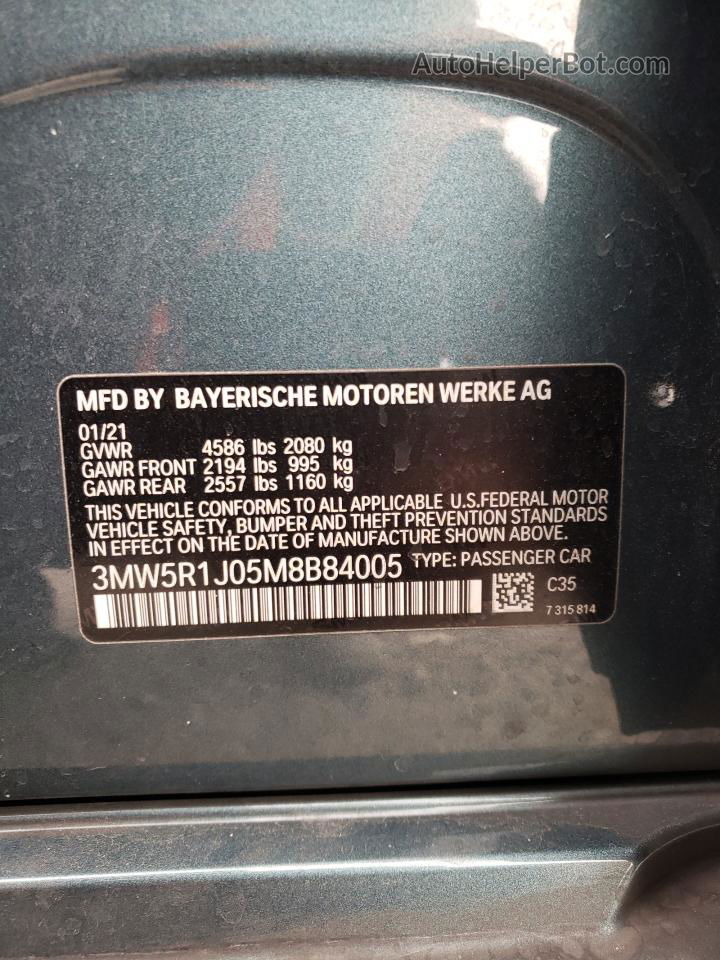 AutoHelperBot.com
MFD BY BAYERISCHE MOTOREN WERKE AG
01/21
GVWR 4586 lbs 2080 kg
GAWR FRONT 2194 lbs 995 kg
GAWR REAR 2557 lbs 1160 kg
THIS VEHICLE CONFORMS TO ALL APPLICABLE U.S.FEDERAL MOTOR
VEHICLE SAFETY, BUMPER AND THEFT PREVENTION STANDARDS
IN EFFECT ON THE DATE OF MANUFACTURE SHOWN ABOVE.
3MW5R1J05M8B84005 TYPE: PASSENGER CAR
C35
7 315 814